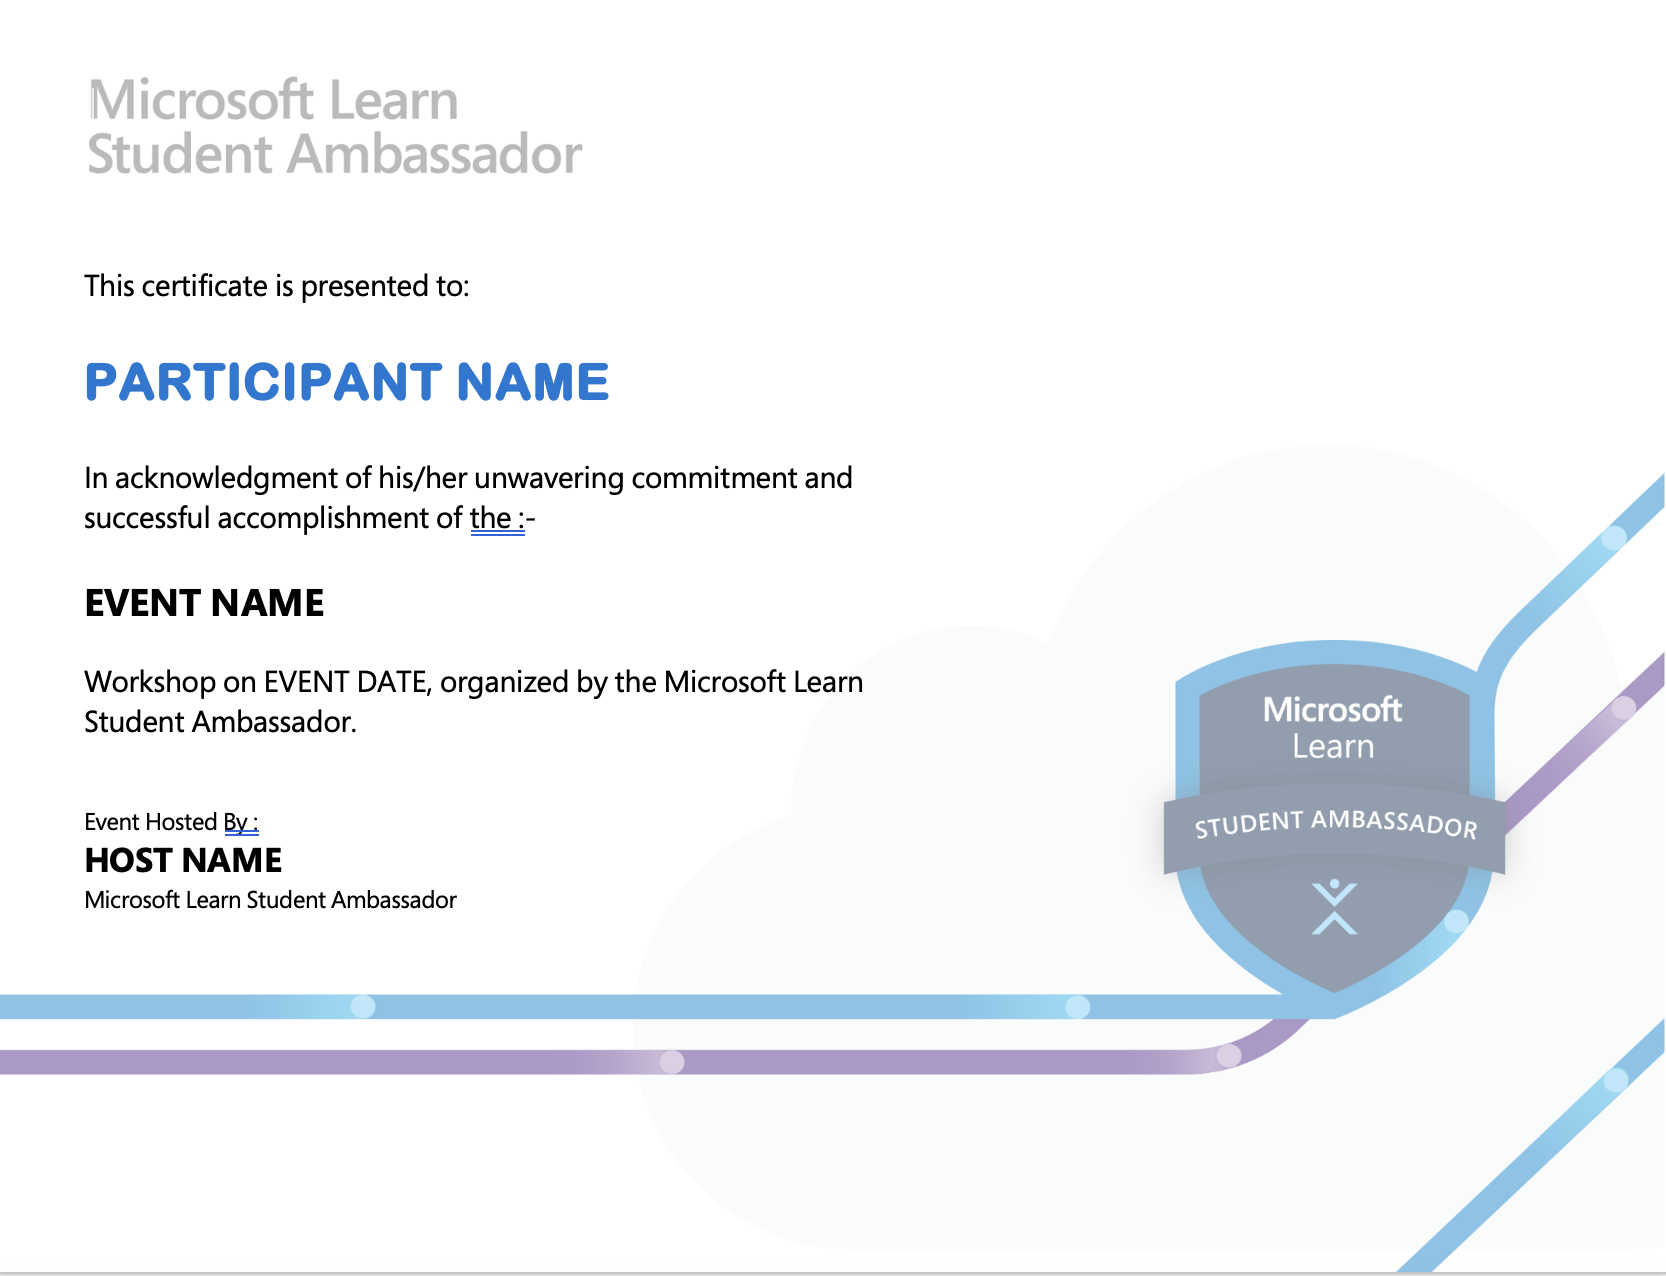 Microsoft Learn
Student Ambassador
This certificate is presented to:
PARTICIPANT NAME
In acknowledgment of his/her unwavering commitment and
successful accomplishment of the :-
EVENT NAME
Workshop on EVENT DATE, organized by the Microsoft Learn
Student Ambassador.
Event Hosted By :
HOST NAME
Microsoft Learn Student Ambassador
Microsoft
Learn
STUDENT AMBASSADOR